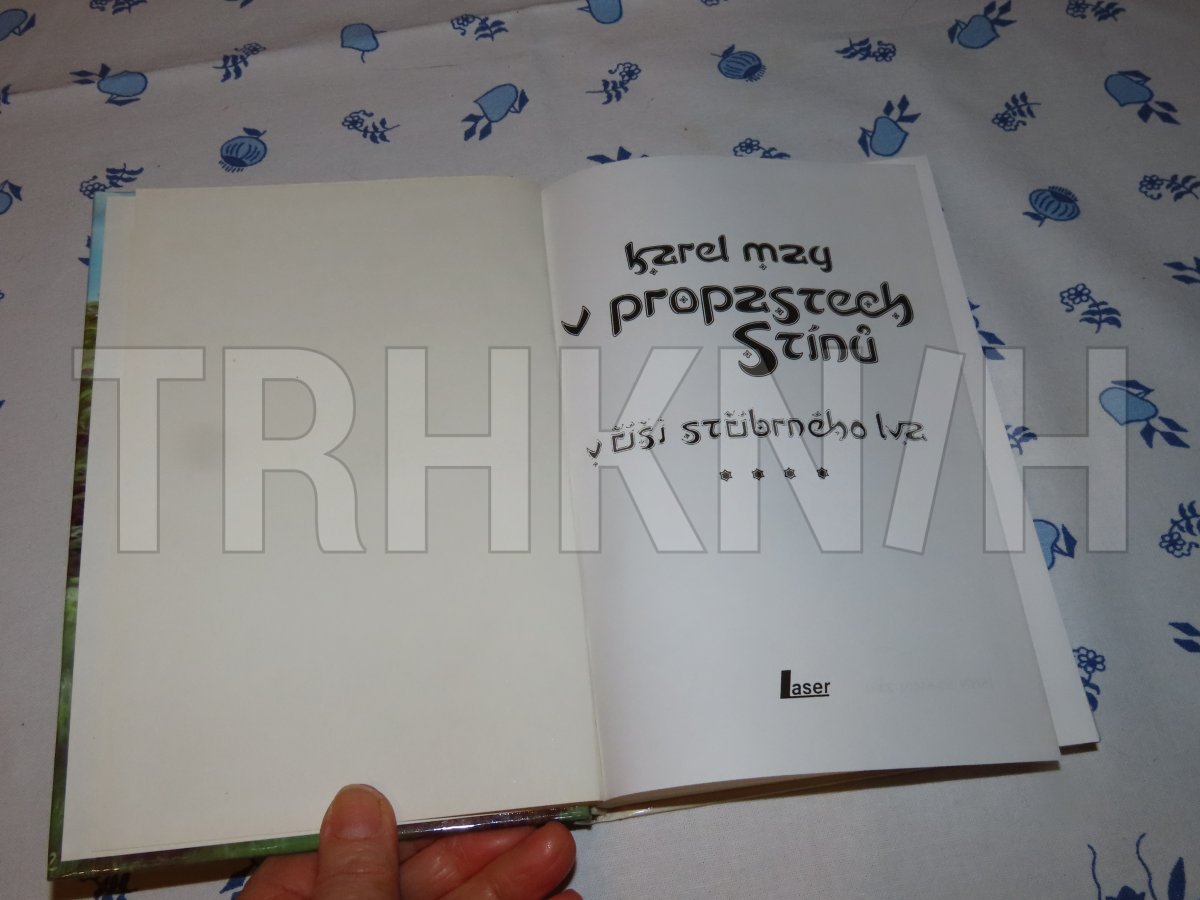 karel may
v propastech
Stínů
v říši stříbrného lva
laser
TRHKNIH